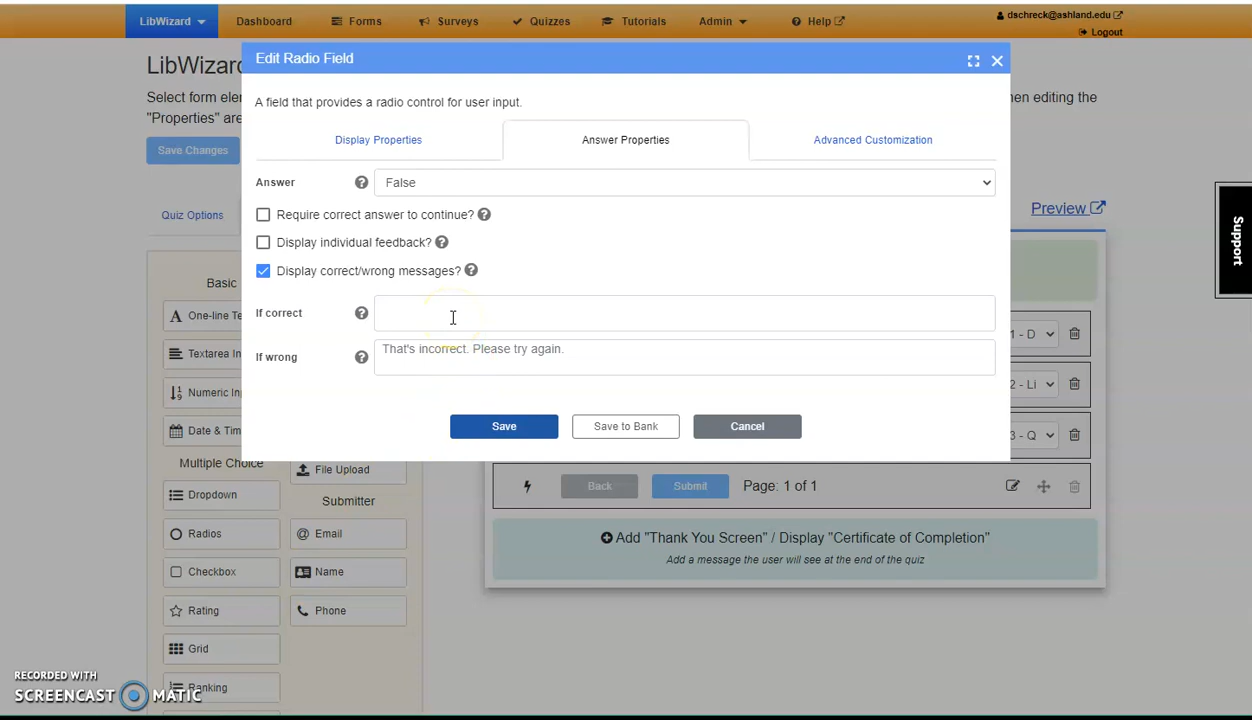 LibWizard
Dashboard
Forms
Surveys
Quizzes
Tutorials
Admin
Help
dschreck@ashland.edu
Logout
LibWizard
Edit Radio Field
Select form ele
hen editing the
"Properties" are
A field that provides a radio control for user input.
Save Changes
Display Properties
Answer Properties
Advanced Customization
Answer
False
Quiz Options
Preview
Require correct answer to continue?
Display individual feedback?
Display correct/wrong messages?
Support
Basic
If correct
One-line Te
1 - D
If wrong
That's incorrect. Please try again.
Textarea In
Numeric Inp
2 - Li
Date & Tim
Save
Save to Bank
Cancel
3 - Q
Multiple Choice
File Upload
Dropdown
Submitter
Back
Submit
Page: 1 of 1
Radios
Email
Add "Thank You Screen" / Display "Certificate of Completion"
Add a message the user will see at the end of the quiz
Checkbox
Name
Rating
Phone
Grid
Ranking
RECORDED WITH
SCREENCAST MATIC